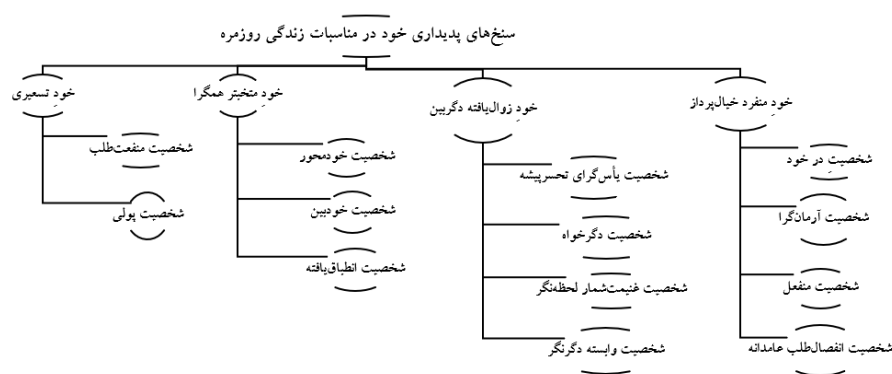 سنخ‌های پدیداری خود در مناسبات زندگی روزمره
خودِ منفرد خیال‌پرداز
شخصیتِ در خود
شخصیت آرمان‌گرا
شخصیت منفعل
شخصیت انفصال‌طلب عامدانه
خودِ زوال‌یافته دگربین
شخصیت یأس‌گرای تحسرپیشه
شخصیت دگرخواه
شخصیت غنیمت‌شمار لحظه‌نگر
شخصیت وابسته دگرنگر
خودِ متخبتر همگرا
شخصیت خودمحور
شخصیت خودبین
شخصیت انطباق‌یافته
خودِ تسعیری
شخصیت منفعت‌طلب
شخصیت پولی